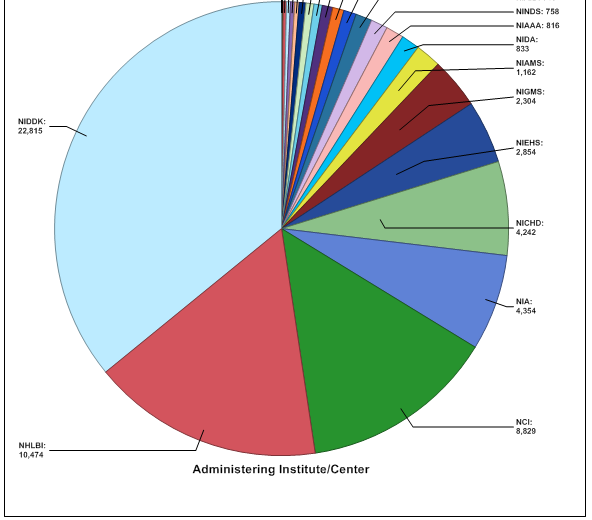 NINDS: 758
NIAAA: 816
NIDA:
833
NIAMS:
1,162
NIGMS:
2,304
NIEHS:
2,854
NICHD:
4,242
NIA:
4,354
NCI:
8,829
NHLBI:
10,474
NIDDK:
22,815
Administering Institute/Center